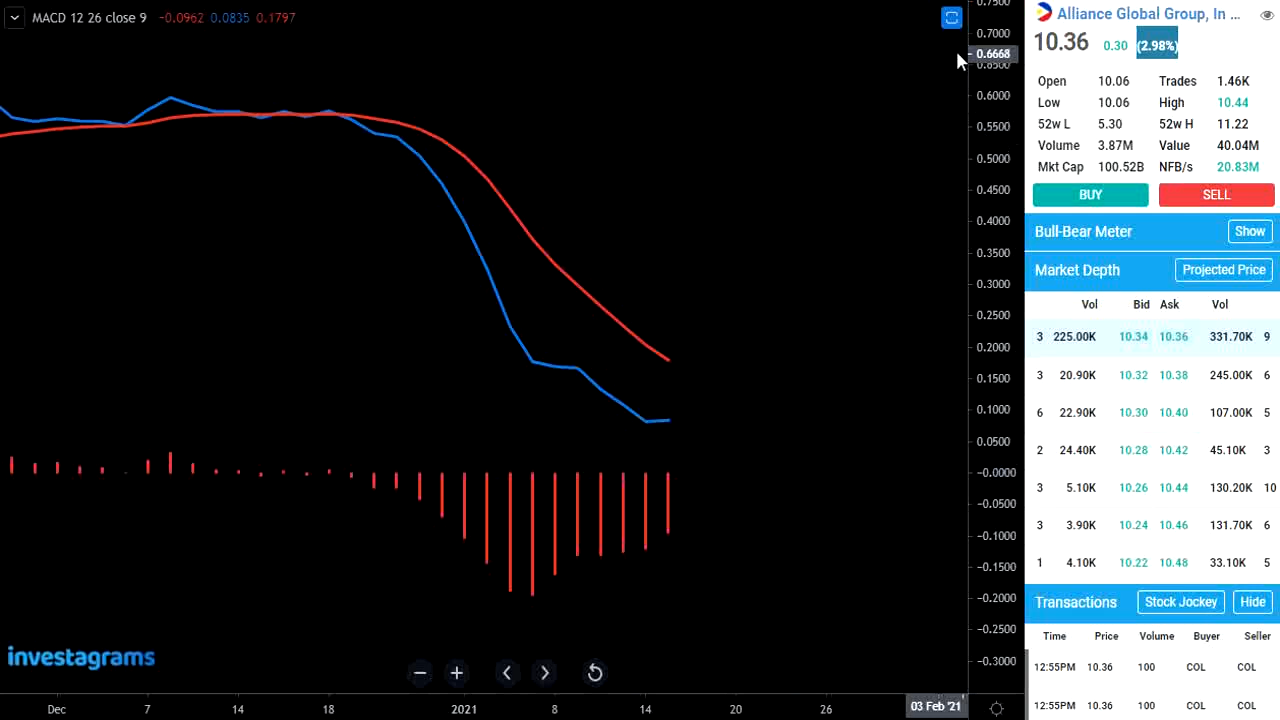 MACD 12 26 close 9 −0.0962 0.0835 0.1797
0.7000
0.6668
0.6000
0.5500
0.5000
0.4500
0.4000
0.3500
0.3000
0.2500
0.2000
0.1500
0.1000
0.0500
−0.0000
−0.0500
−0.1000
−0.1500
−0.2000
−0.2500
−0.3000
investagrams
Dec 7 14 18 2021 8 14 20 26 03 Feb '21
Alliance Global Group, In ...
10.36 0.30 (2.98%)
Open 10.06 Trades 1.46K
Low 10.06 High 10.44
52w L 5.30 52w H 11.22
Volume 3.87M Value 40.04M
Mkt Cap 100.52B NFB/s 20.83M
BUY SELL
Bull-Bear Meter Show
Market Depth Projected Price
Vol Bid Ask Vol
3 225.00K 10.34 10.36 331.70K 9
3 20.90K 10.32 10.38 245.00K 6
6 22.90K 10.30 10.40 107.00K 5
2 24.40K 10.28 10.42 45.10K 3
3 5.10K 10.26 10.44 130.20K 10
3 3.90K 10.24 10.46 131.70K 6
1 4.10K 10.22 10.48 33.10K 5
Transactions Stock Jockey Hide
Time Price Volume Buyer Seller
12:55PM 10.36 100 COL COL
12:55PM 10.36 100 COL COL